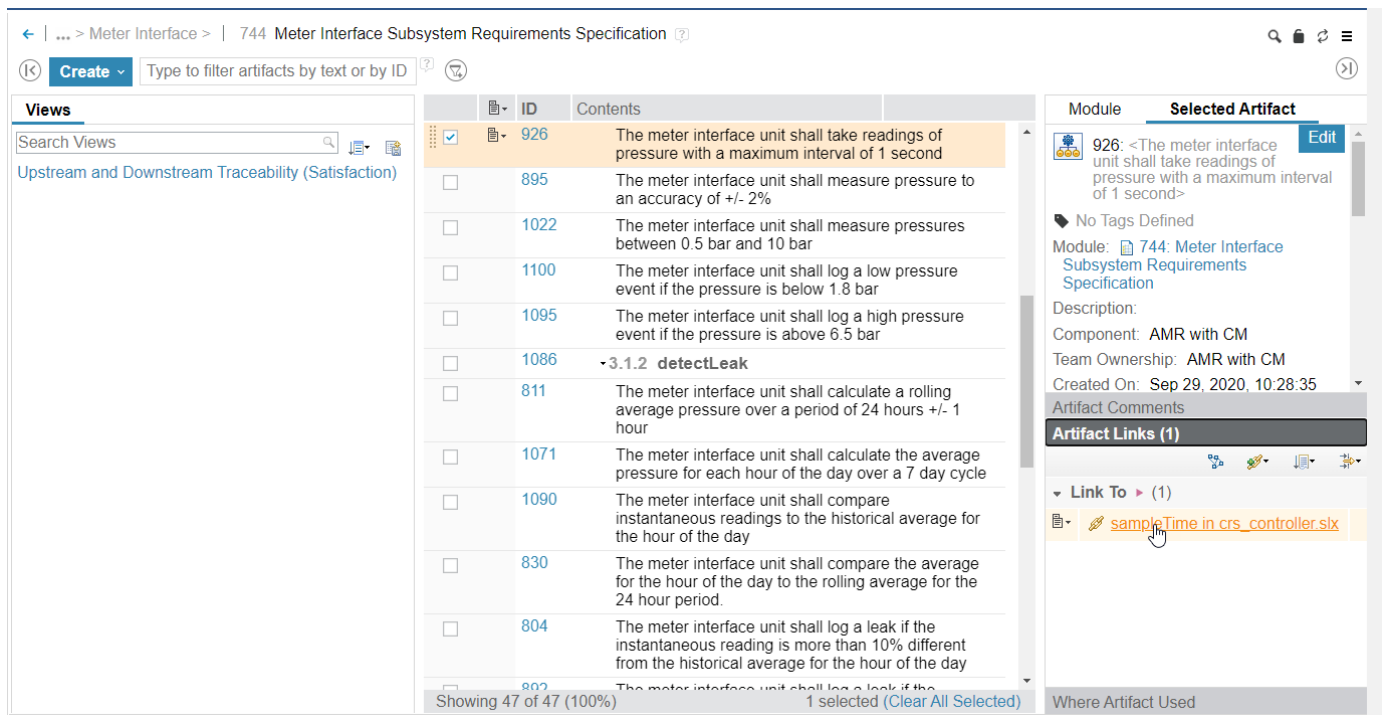 ... > Meter Interface > | 744 Meter Interface Subsystem Requirements Specification ?
Create Type to filter artifacts by text or by ID ?
Views
Search Views
Upstream and Downstream Traceability (Satisfaction)
ID Contents
926 The meter interface unit shall take readings of
pressure with a maximum interval of 1 second
895 The meter interface unit shall measure pressure to
an accuracy of +/- 2%
1022 The meter interface unit shall measure pressures
between 0.5 bar and 10 bar
1100 The meter interface unit shall log a low pressure
event if the pressure is below 1.8 bar
1095 The meter interface unit shall log a high pressure
event if the pressure is above 6.5 bar
1086 3.1.2 detectLeak
811 The meter interface unit shall calculate a rolling
average pressure over a period of 24 hours +/- 1
hour
1071 The meter interface unit shall calculate the average
pressure for each hour of the day over a 7 day cycle
1090 The meter interface unit shall compare
instantaneous readings to the historical average for
the hour of the day
830 The meter interface unit shall compare the average
for the hour of the day to the rolling average for the
24 hour period.
804 The meter interface unit shall log a leak if the
instantaneous reading is more than 10% different
from the historical average for the hour of the day
892 The meter interface unit shall log a leak if the
Showing 47 of 47 (100%) 1 selected (Clear All Selected)
Module Selected Artifact
Edit
926: <The meter interface
unit shall take readings of
pressure with a maximum interval
of 1 second>
No Tags Defined
Module: 744: Meter Interface
Subsystem Requirements
Specification
Description:
Component: AMR with CM
Team Ownership: AMR with CM
Created On: Sep 29, 2020, 10:28:35
Artifact Comments
Artifact Links (1)
Link To (1)
sampleTime in crs_controller.slx
Where Artifact Used